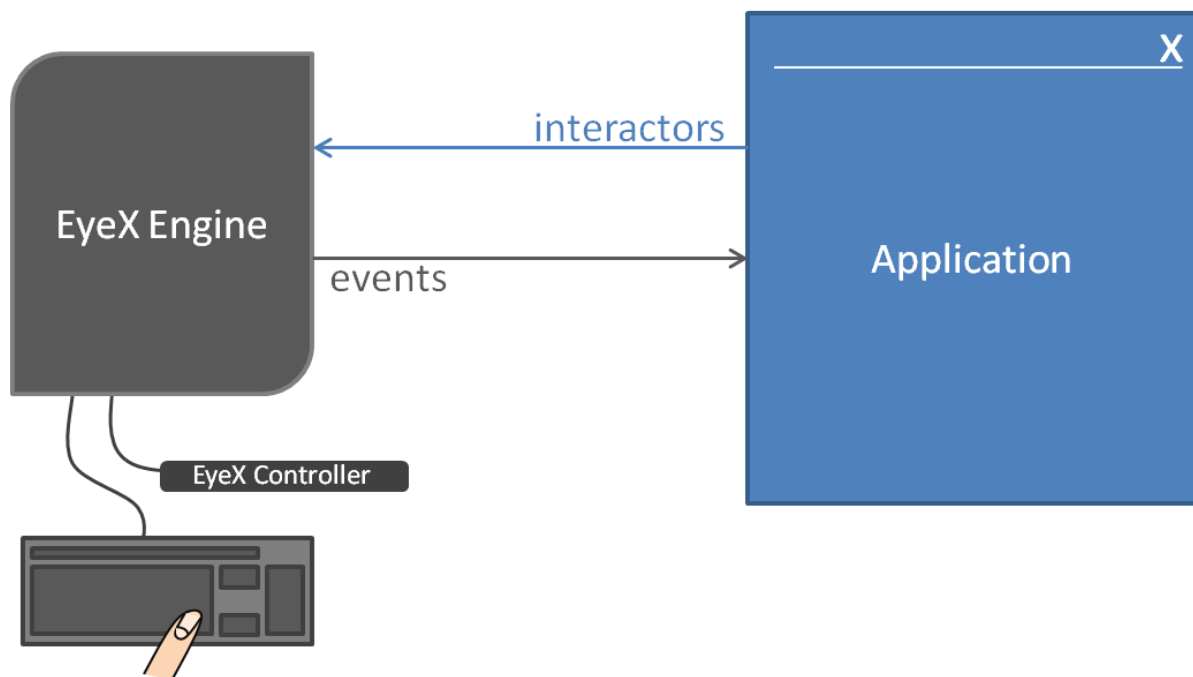 X
interactors
EyeX Engine
events
Application
EyeX Controller